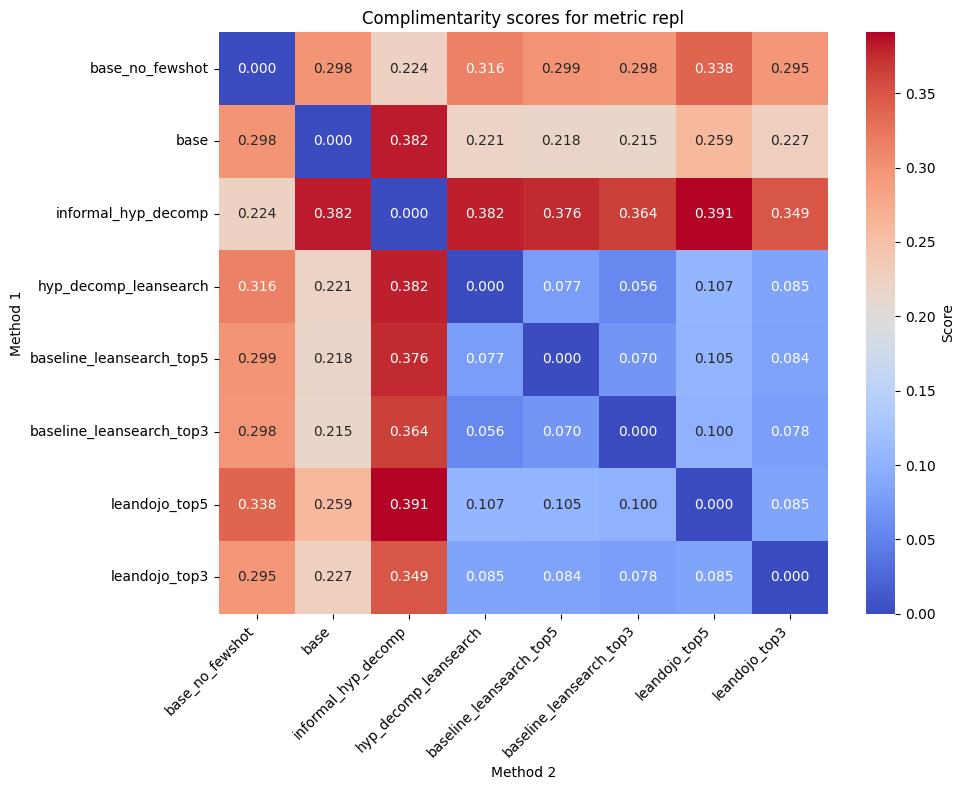 Complimentarity scores for metric repl
base_no_fewshot 0.000 0.298 0.224 0.316 0.299 0.298 0.338 0.295
base 0.298 0.000 0.382 0.221 0.218 0.215 0.259 0.227
informal_hyp_decomp 0.224 0.382 0.000 0.382 0.376 0.364 0.391 0.349
hyp_decomp_leansearch 0.316 0.221 0.382 0.000 0.077 0.056 0.107 0.085
baseline_leansearch_top5 0.299 0.218 0.376 0.077 0.000 0.070 0.105 0.084
baseline_leansearch_top3 0.298 0.215 0.364 0.056 0.070 0.000 0.100 0.078
leandojo_top5 0.338 0.259 0.391 0.107 0.105 0.100 0.000 0.085
leandojo_top3 0.295 0.227 0.349 0.085 0.084 0.078 0.085 0.000
Method 1
base_no_fewshot
base
informal_hyp_decomp
hyp_decomp_leansearch
baseline_leansearch_top5
baseline_leansearch_top3
leandojo_top5
leandojo_top3
Method 2
0.35
0.30
0.25
0.20
0.15
0.10
0.05
0.00
Score